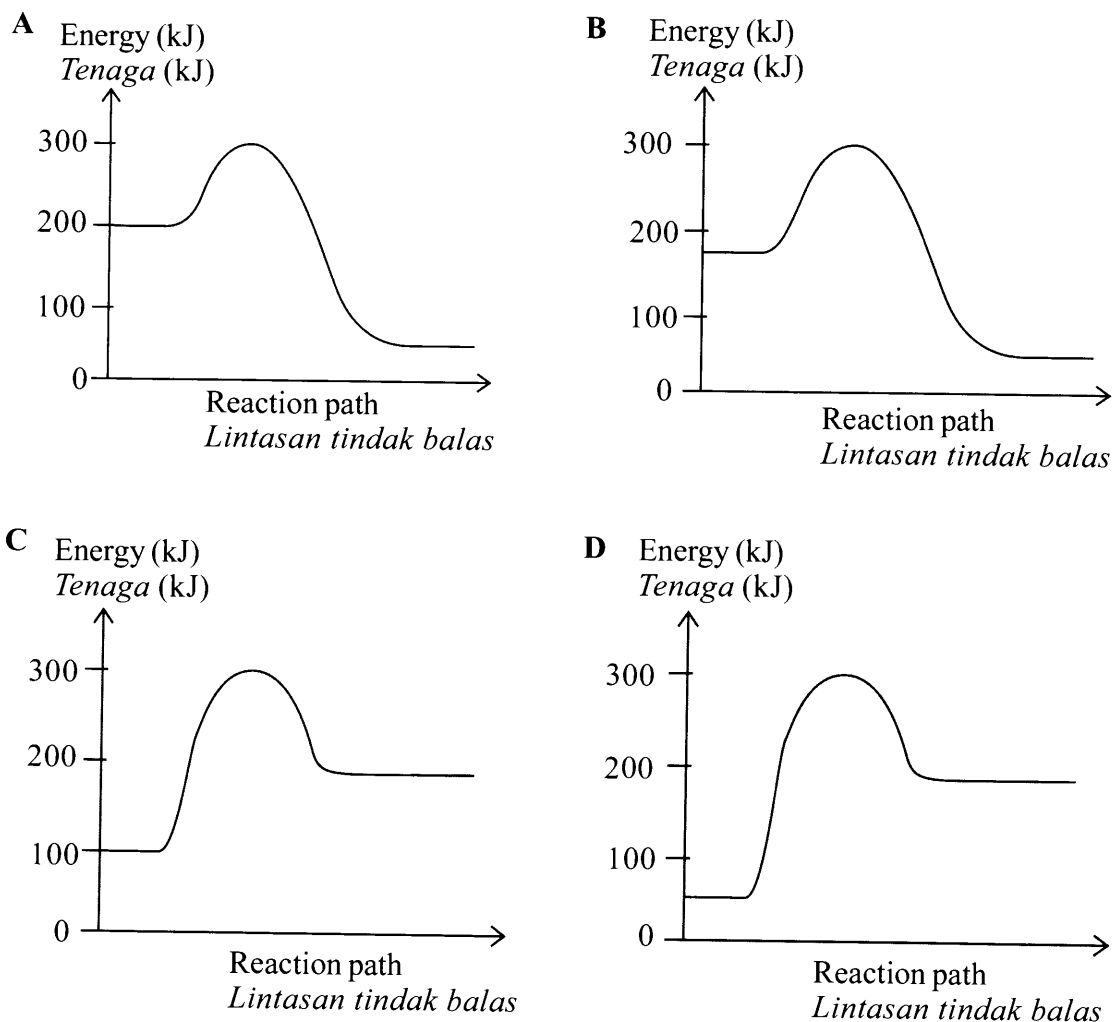 A Energy (kJ)
Tenaga (kJ)
300
200
100
0
Reaction path
Lintasan tindak balas
B Energy (kJ)
Tenaga (kJ)
300
200
100
0
Reaction path
Lintasan tindak balas
C Energy (kJ)
Tenaga (kJ)
300
200
100
0
Reaction path
Lintasan tindak balas
D Energy (kJ)
Tenaga (kJ)
300
200
100
0
Reaction path
Lintasan tindak balas